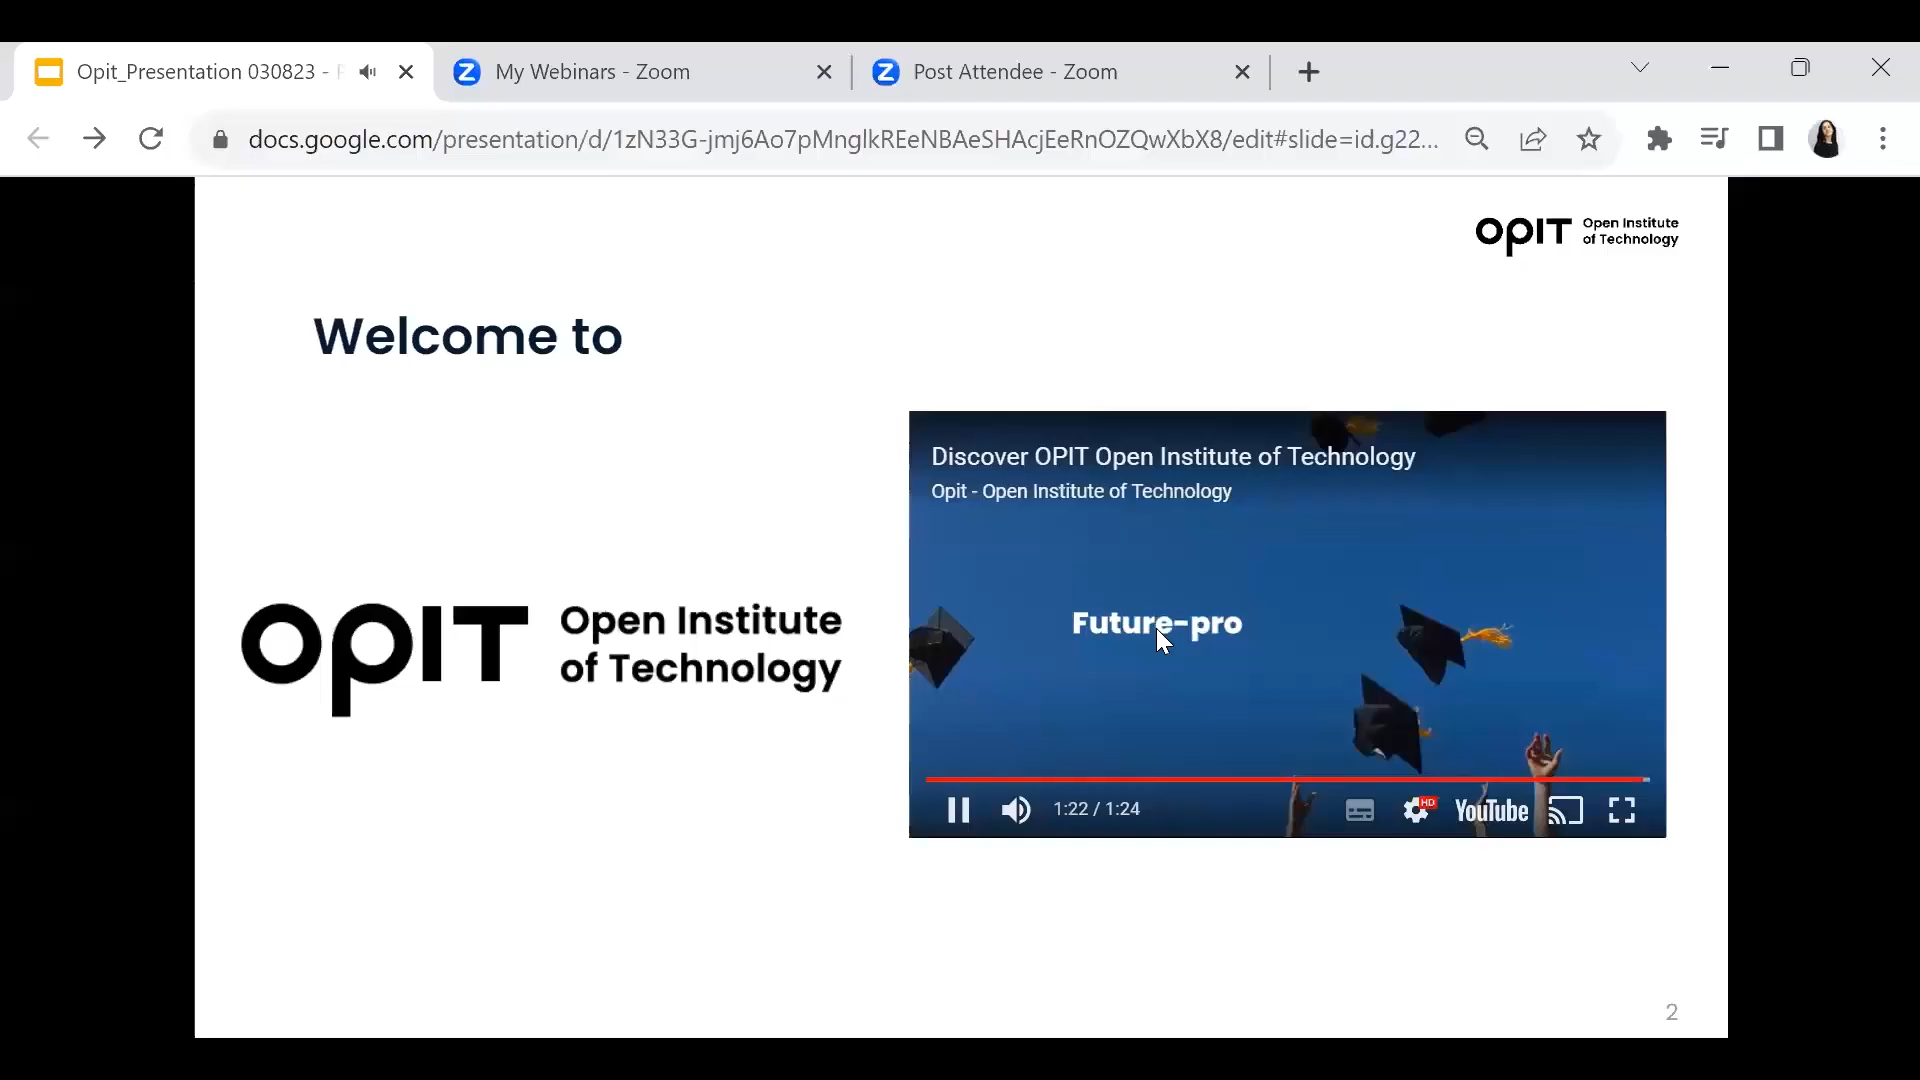 Opit_Presentation 030823 -
My Webinars - Zoom
Post Attendee - Zoom
docs.google.com/presentation/d/1zN33G-jmj6Ao7pMnglkREeNBAeSHAcjEeRnOZQwXbX8/edit#slide=id.g22...
OPIT Open Institute
of Technology
Welcome to
Discover OPIT Open Institute of Technology
Opit - Open Institute of Technology
OPIT Open Institute
of Technology
Future-pro
1:22 / 1:24
HD
YouTube
2